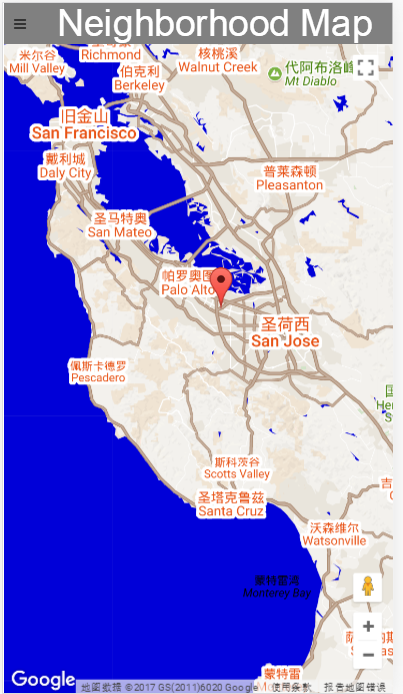 Neighborhood Map
米尔谷
Mill Valley
Richmond
伯克利
Berkeley
核桃溪
Walnut Creek
代阿布洛峰
Mt Diablo
旧金山
San Francisco
戴利城
Daly City
普莱森顿
Pleasanton
圣马特奥
San Mateo
帕罗奥图
Palo Alto
圣荷西
San Jose
佩斯卡德罗
Pescadero
斯科茨谷
Scotts Valley
圣塔克鲁兹
Santa Cruz
沃森维尔
Watsonville
蒙特雷湾
Monterey Bay
蒙特雷
Google
地图数据 ©2017 GS(2011)6020 Google
使用条款
报告地图错误